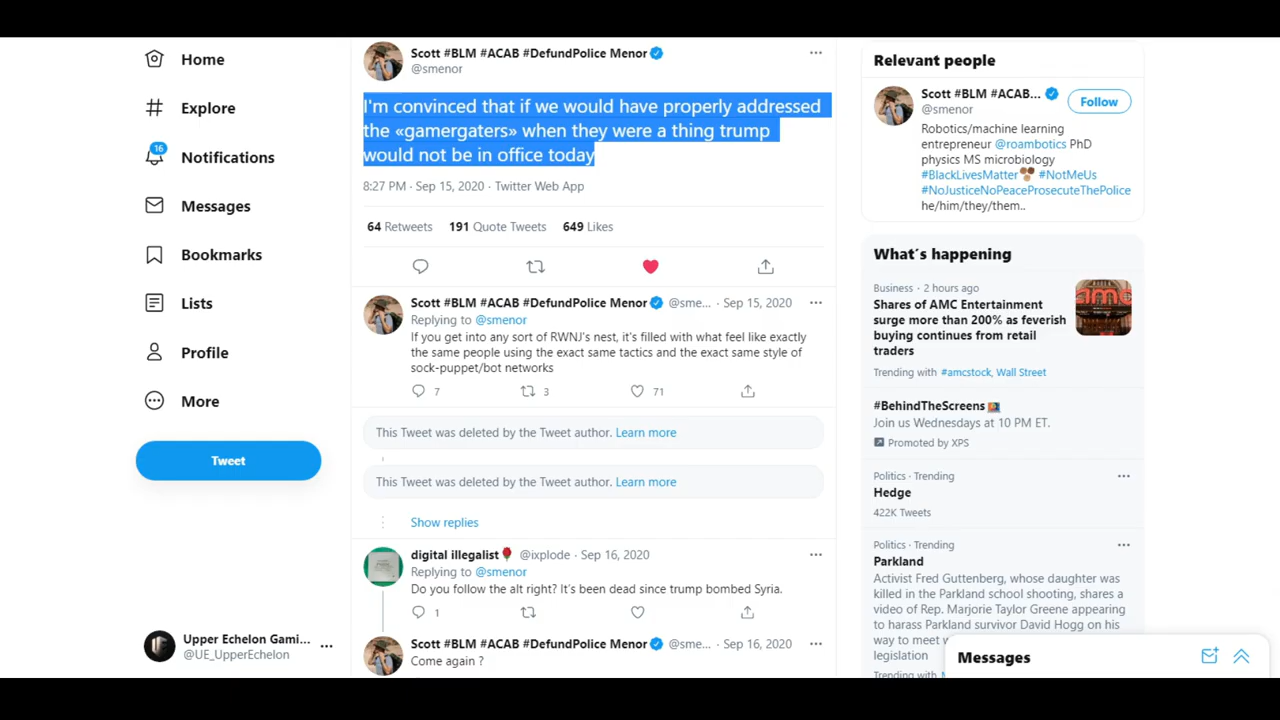 Home
Explore
16
Notifications
Messages
Bookmarks
Lists
Profile
More
Tweet
Upper Echelon Gami...
@UE_UpperEchelon
Scott #BLM #ACAB #DefundPolice Menor
@smenor
I'm convinced that if we would have properly addressed
the «gamergaters» when they were a thing trump
would not be in office today
8:27 PM · Sep 15, 2020 · Twitter Web App
64 Retweets 191 Quote Tweets 649 Likes
Scott #BLM #ACAB #DefundPolice Menor @sme... · Sep 15, 2020
Replying to @smenor
If you get into any sort of RWNJ's nest, it's filled with what feel like exactly
the same people using the exact same tactics and the exact same style of
sock-puppet/bot networks
7 3 71
This Tweet was deleted by the Tweet author. Learn more
This Tweet was deleted by the Tweet author. Learn more
Show replies
digital illegalist @ixplode · Sep 16, 2020
Replying to @smenor
Do you follow the alt right? It's been dead since trump bombed Syria.
1
Scott #BLM #ACAB #DefundPolice Menor @sme... · Sep 16, 2020
Come again ?
Relevant people
Scott #BLM #ACAB...
@smenor
Follow
Robotics/machine learning
entrepreneur @roambotics PhD
physics MS microbiology
#BlackLivesMatter #NotMeUs
#NoJusticeNoPeaceProsecuteThePolice
he/him/they/them..
What's happening
Business · 2 hours ago
Shares of AMC Entertainment
surge more than 200% as feverish
buying continues from retail
traders
amc
Trending with #amcstock, Wall Street
#BehindTheScreens
Join us Wednesdays at 10 PM ET.
Promoted by XPS
Politics · Trending
Hedge
422K Tweets
Politics · Trending
Parkland
Activist Fred Guttenberg, whose daughter was
killed in the Parkland school shooting, shares a
video of Rep. Marjorie Taylor Greene appearing
to harass Parkland survivor David Hogg on his
way to meet
legislation
Trending with
Messages